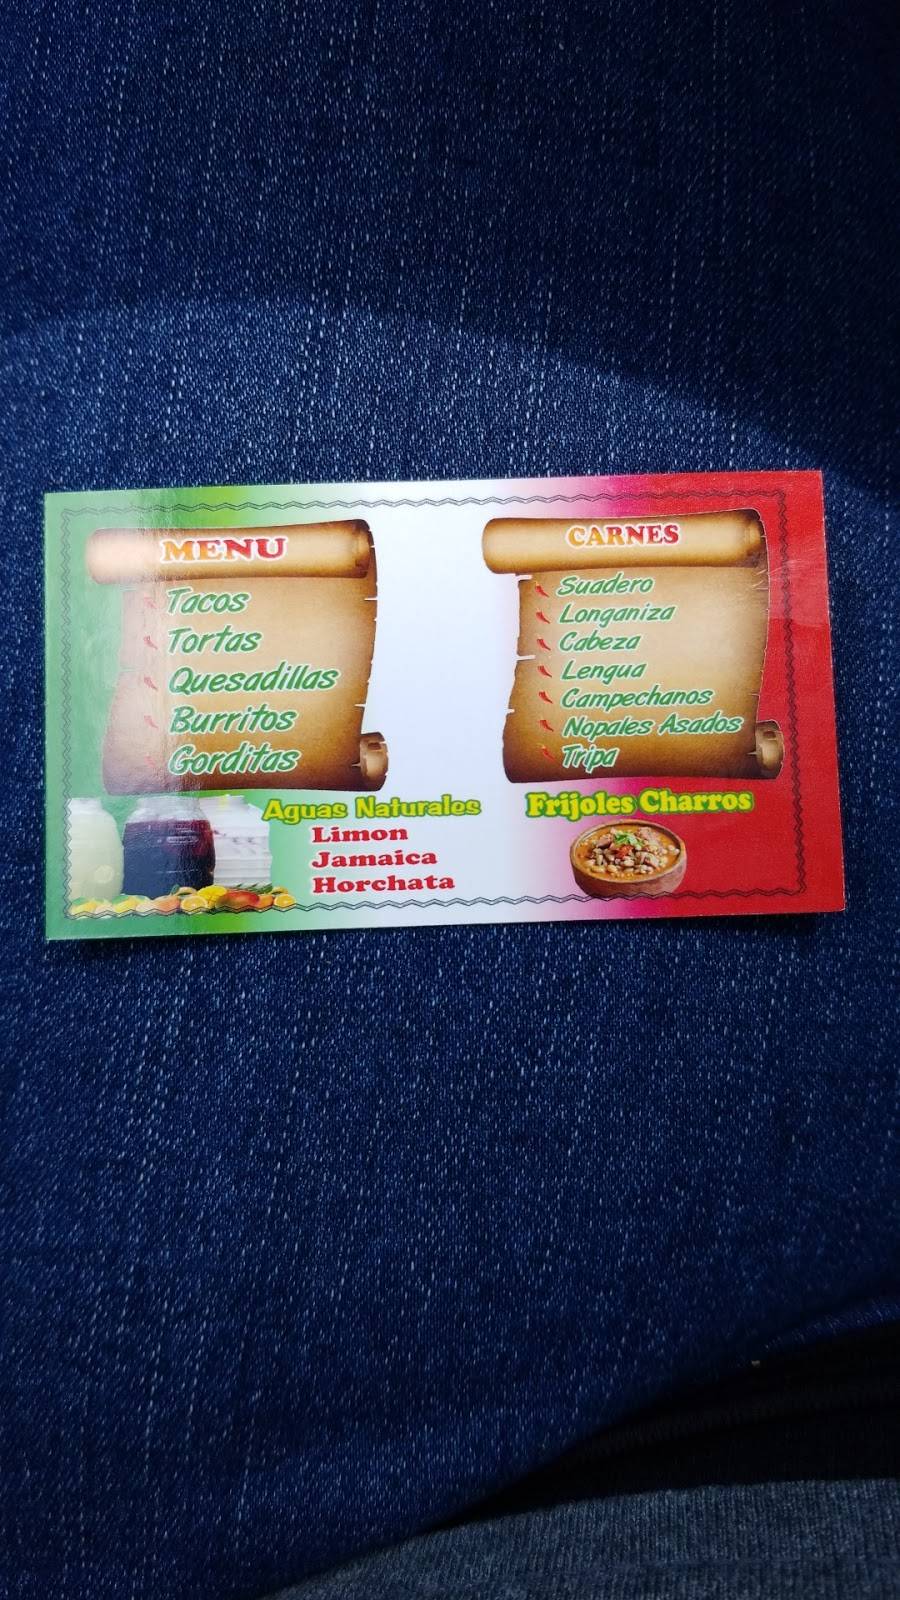 MENU
Tacos
Tortas
Quesadillas
Burritos
Gorditas
CARNES
Suadero
Longaniza
Cabeza
Lengua
Campechanos
Nopales Asados
Tripa
Aguas Naturales
Limon
Jamaica
Horchata
Frijoles Charros